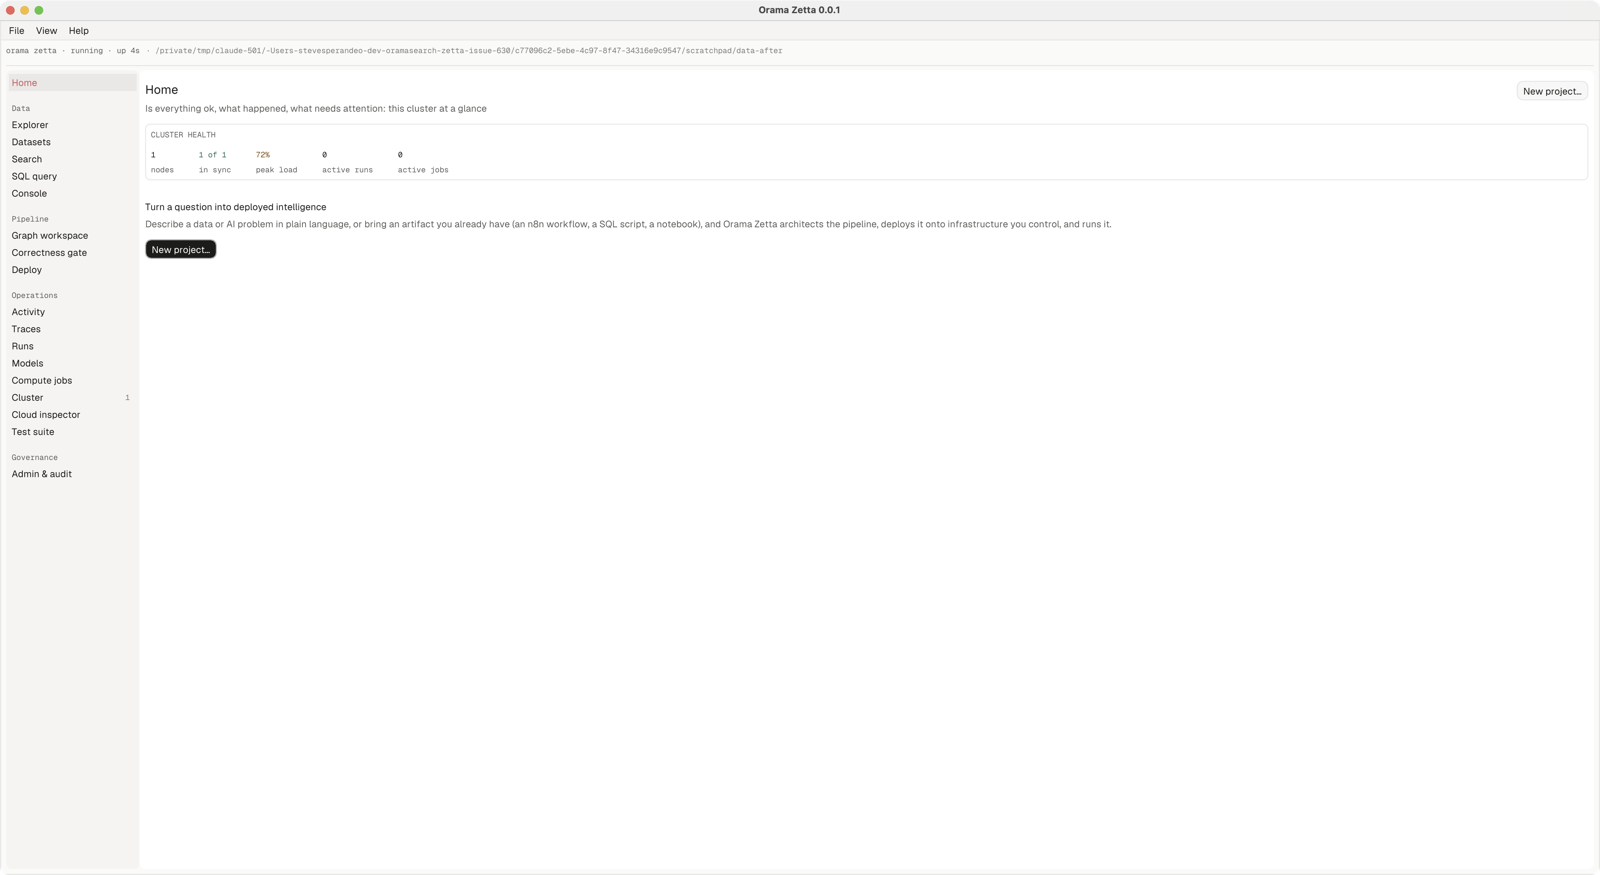 Orama Zetta 0.0.1
File View Help
orama zetta · running · up 4s · /private/tmp/claude-501/-Users-stevesperandeo-dev-oramasearch-zetta-issue-630/c77096c2-5ebe-4c97-8f47-34316e9c9547/scratchpad/data-after
Home
Data
Explorer
Datasets
Search
SQL query
Console
Pipeline
Graph workspace
Correctness gate
Deploy
Operations
Activity
Traces
Runs
Models
Compute jobs
Cluster 1
Cloud inspector
Test suite
Governance
Admin & audit
Home
New project...
Is everything ok, what happened, what needs attention: this cluster at a glance
CLUSTER HEALTH
1 1 of 1 72% 0 0
nodes in sync peak load active runs active jobs
Turn a question into deployed intelligence
Describe a data or AI problem in plain language, or bring an artifact you already have (an n8n workflow, a SQL script, a notebook), and Orama Zetta architects the pipeline, deploys it onto infrastructure you control, and runs it.
New project...